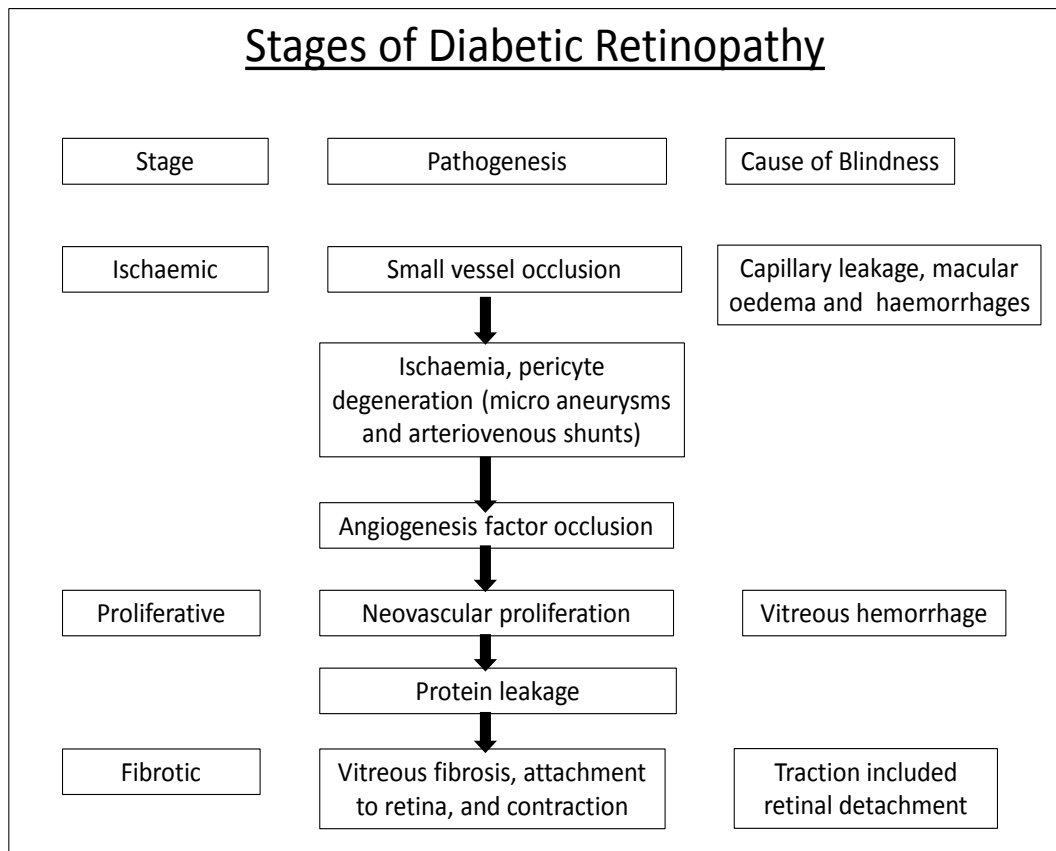 Stages of Diabetic Retinopathy
Stage
Pathogenesis
Cause of Blindness
Ischaemic
Small vessel occlusion
Capillary leakage, macular
oedema and haemorrhages
Ischaemia, pericyte
degeneration (micro aneurysms
and arteriovenous shunts)
Angiogenesis factor occlusion
Proliferative
Neovascular proliferation
Vitreous hemorrhage
Protein leakage
Fibrotic
Vitreous fibrosis, attachment
to retina, and contraction
Traction included
retinal detachment